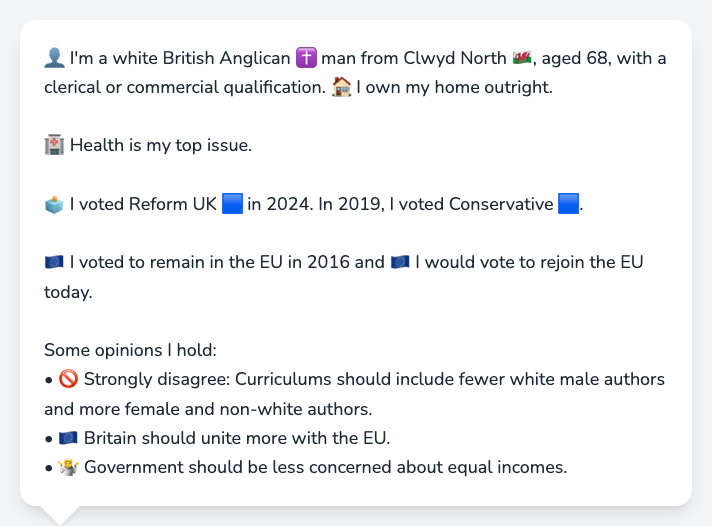 👤 I'm a white British Anglican ✝️ man from Clwyd North 🏴󠁧󠁢󠁷󠁬󠁳󠁿, aged 68, with a
clerical or commercial qualification. 🏠 I own my home outright.
🏥 Health is my top issue.
🗳️ I voted Reform UK 🟦 in 2024. In 2019, I voted Conservative 🟦.
🇪🇺 I voted to remain in the EU in 2016 and 🇪🇺 I would vote to rejoin the EU
today.
Some opinions I hold:
• 🚫 Strongly disagree: Curriculums should include fewer white male authors
and more female and non-white authors.
• 🇪🇺 Britain should unite more with the EU.
• 🤷 Government should be less concerned about equal incomes.